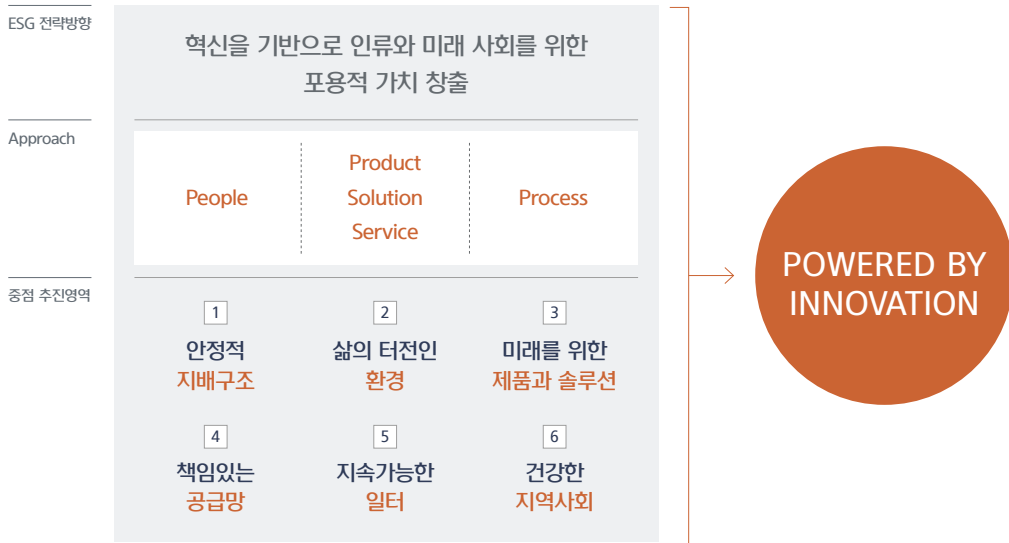 ESG 전략방향
혁신을 기반으로 인류와 미래 사회를 위한
포용적 가치 창출
Approach
People
Product
Solution
Service
Process
중점 추진영역
1
안정적
지배구조
2
삶의 터전인
환경
3
미래를 위한
제품과 솔루션
4
책임있는
공급망
5
지속가능한
일터
6
건강한
지역사회
POWERED BY
INNOVATION